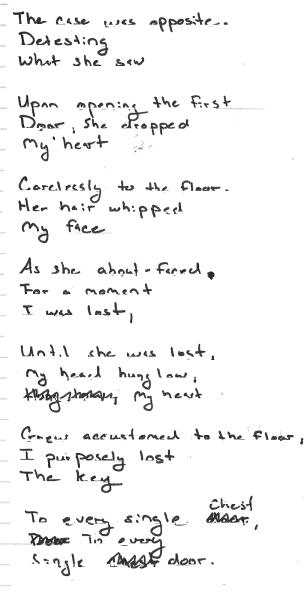 The case was opposite..
Detesting
What she saw
Upon opening the first
Door, she dropped
My heart
Carelessly to the floor.
Her hair whipped
My face
As she about-faced.
For a moment
I was lost,
Until she was lost,
My head hung low,
My heart
Grows accustomed to the floor,
I purposely lost
The key
To every single Chest,
To every
Single door.